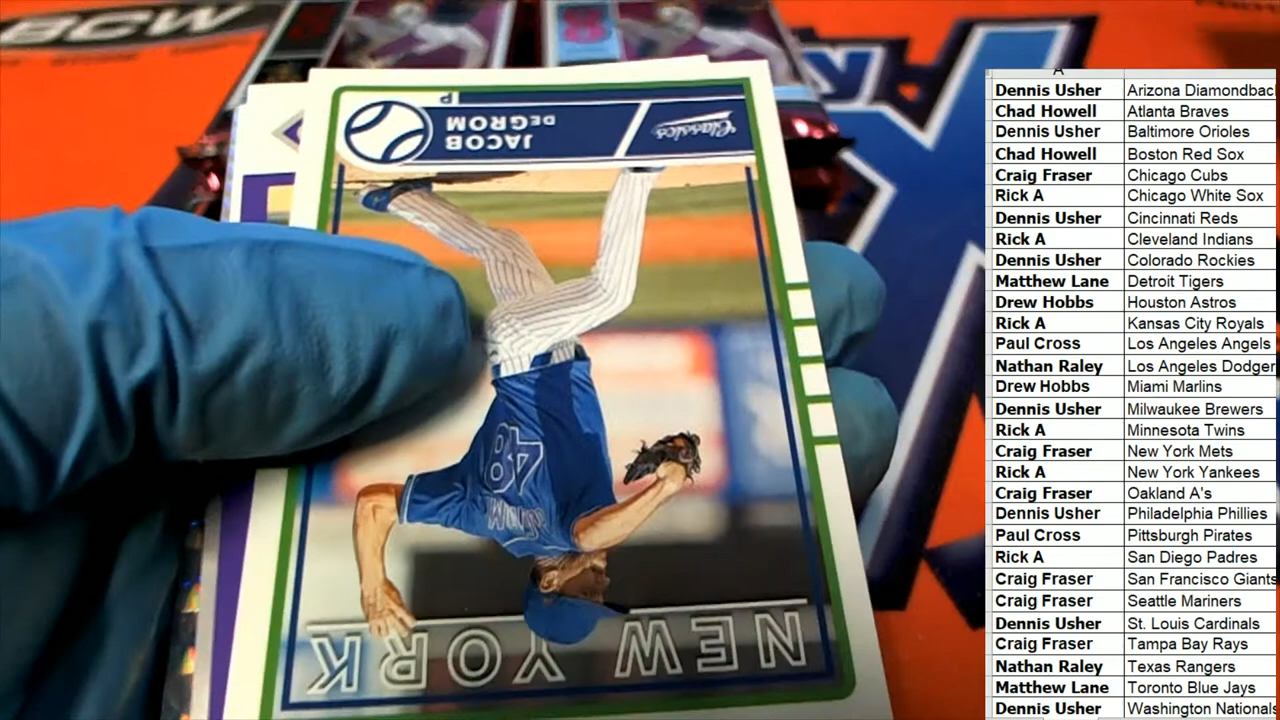 BCW
P
JACOB
DEGROM
Classics
48
NEW YORK
A
Dennis Usher Arizona Diamondbac
Chad Howell Atlanta Braves
Dennis Usher Baltimore Orioles
Chad Howell Boston Red Sox
Craig Fraser Chicago Cubs
Rick A Chicago White Sox
Dennis Usher Cincinnati Reds
Rick A Cleveland Indians
Dennis Usher Colorado Rockies
Matthew Lane Detroit Tigers
Drew Hobbs Houston Astros
Rick A Kansas City Royals
Paul Cross Los Angeles Angels
Nathan Raley Los Angeles Dodger
Drew Hobbs Miami Marlins
Dennis Usher Milwaukee Brewers
Rick A Minnesota Twins
Craig Fraser New York Mets
Rick A New York Yankees
Craig Fraser Oakland A's
Dennis Usher Philadelphia Phillies
Paul Cross Pittsburgh Pirates
Rick A San Diego Padres
Craig Fraser San Francisco Giants
Craig Fraser Seattle Mariners
Dennis Usher St. Louis Cardinals
Craig Fraser Tampa Bay Rays
Nathan Raley Texas Rangers
Matthew Lane Toronto Blue Jays
Dennis Usher Washington Nationals